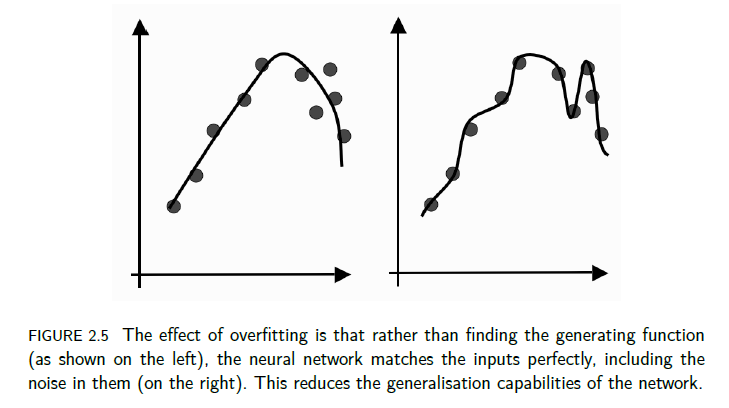 FIGURE 2.5 The effect of overfitting is that rather than finding the generating function
(as shown on the left), the neural network matches the inputs perfectly, including the
noise in them (on the right). This reduces the generalisation capabilities of the network.